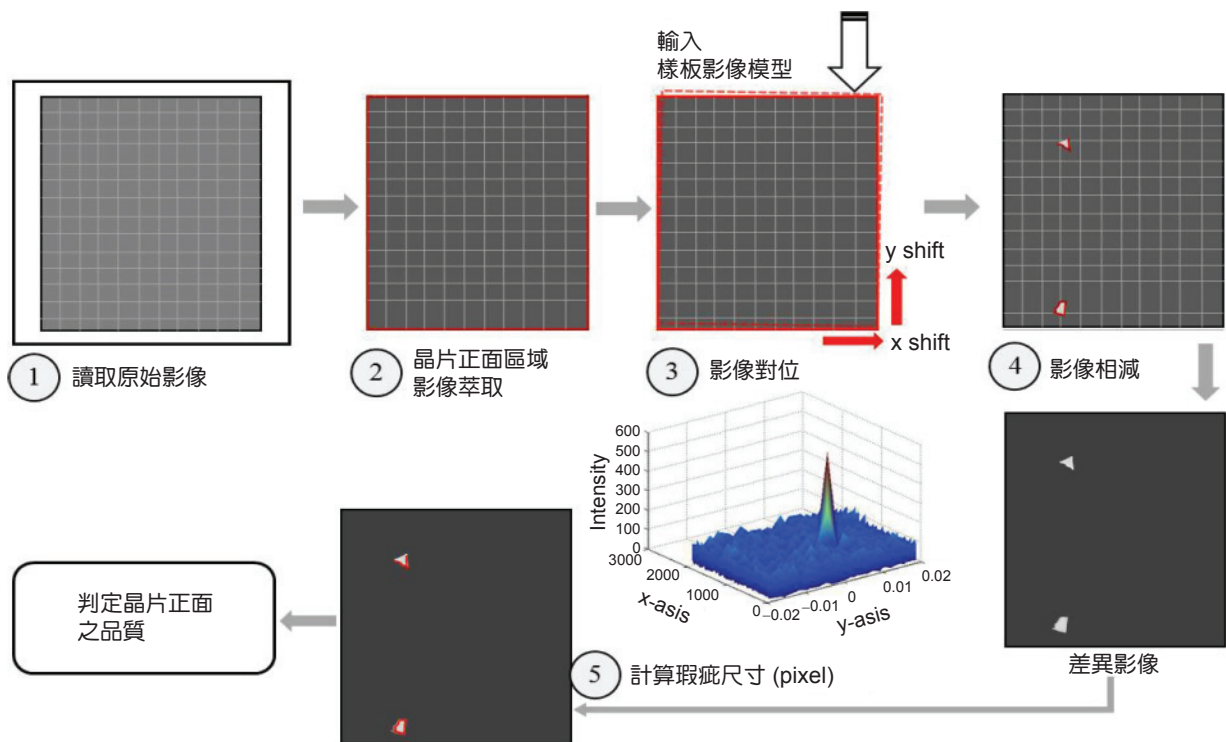 輸入
樣板影像模型
y shift
x shift
1 讀取原始影像
2 晶片正面區域
影像萃取
3 影像對位
4 影像相減
差異影像
600
500
400
300
200
100
0
Intensity
3000
2000
1000
0
x-asis
–0.02
–0.01
0
0.01
0.02
y-asis
5 計算瑕疵尺寸 (pixel)
判定晶片正面
之品質